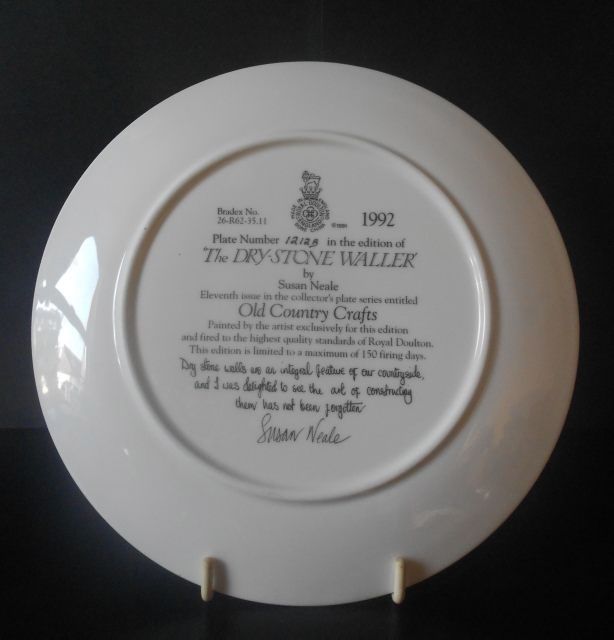 Bradex No.
26-R62-35.11
©1991
1992
Plate Number 1212B in the edition of
'The DRY-STONE WALLER'
by
Susan Neale
Eleventh issue in the collector's plate series entitled
Old Country Crafts
Painted by the artist exclusively for this edition
and fired to the highest quality standards of Royal Doulton.
This edition is limited to a maximum of 150 firing days.
Dry stone walls are an integral feature of our countryside,
and I was delighted to see the art of constructing
them has not been forgotten
Susan Neale